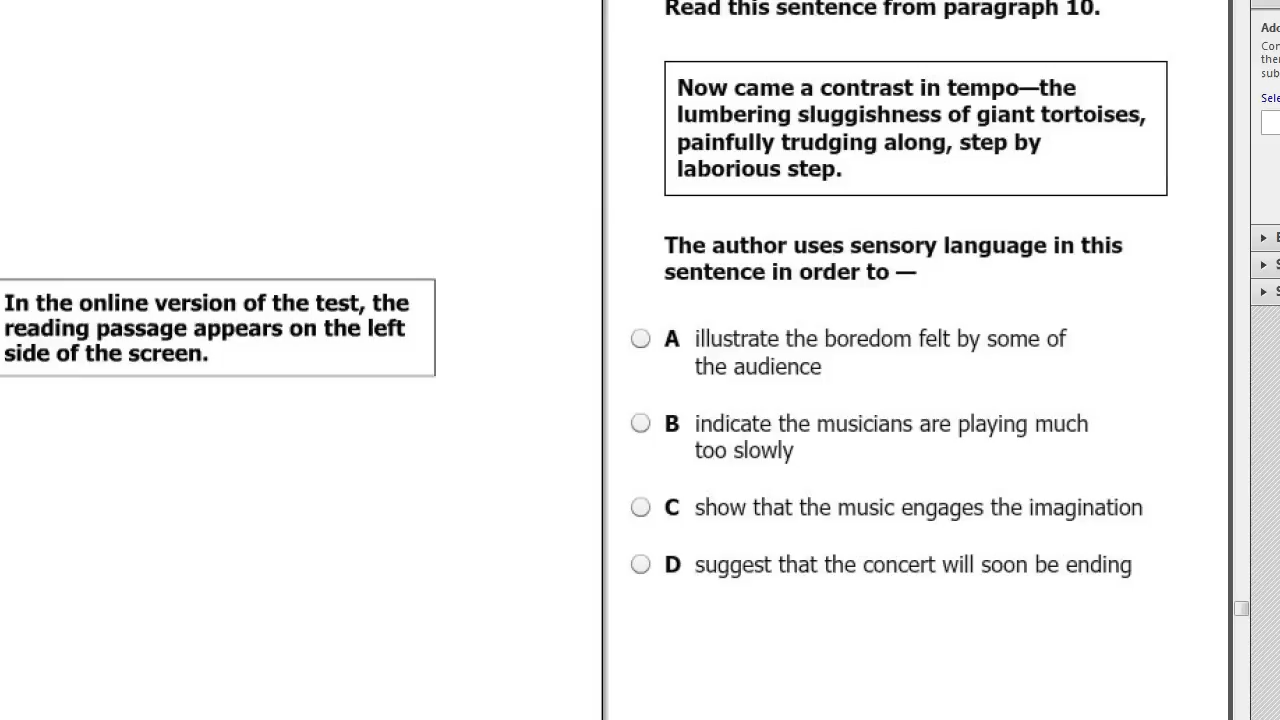 Read this sentence from paragraph 10.
Now came a contrast in tempo—the
lumbering sluggishness of giant tortoises,
painfully trudging along, step by
laborious step.
The author uses sensory language in this
sentence in order to —
In the online version of the test, the
reading passage appears on the left
side of the screen.
A illustrate the boredom felt by some of
the audience
B indicate the musicians are playing much
too slowly
C show that the music engages the imagination
D suggest that the concert will soon be ending